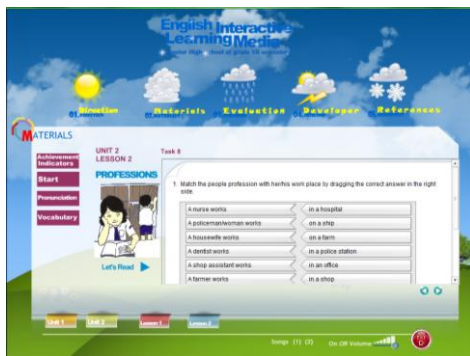 English Interactive
Learning Media
Direction
Materials
Evaluation
Developer
References
MATERIALS
UNIT 2
LESSON 2
Task 8
Achievement
Indicators
Start
Pronunciation
Vocabulary
PROFESSIONS
Let's Read
1. Match the people profession with her/his work place by dragging the correct answer in the right
side.
A nurse works
in a hospital
A policeman/woman works
on a ship
A housewife works
on a farm
A dentist works
in a police station
A shop assistant works
in an office
A farmer works
in a shop
Unit 1
Unit 2
Lesson 1
Lesson 2
Songs (1) (2)
On Off Volume